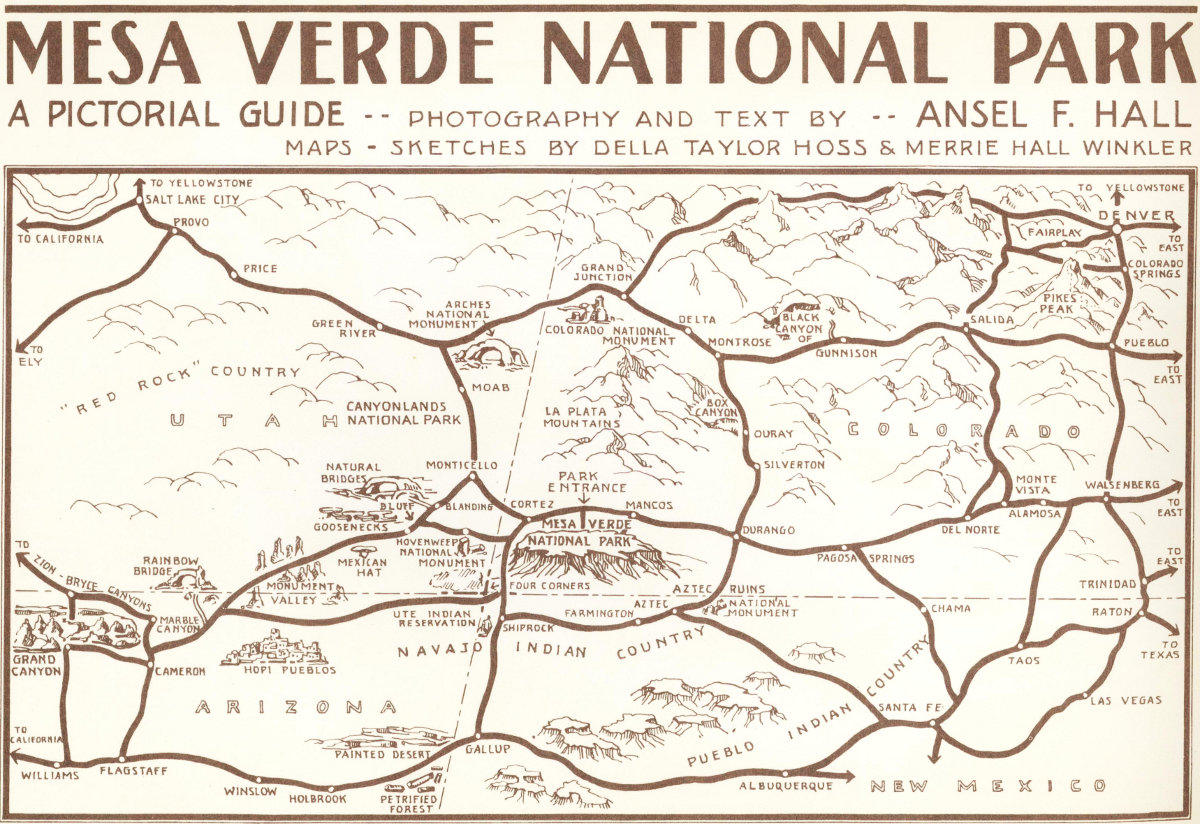 MESA VERDE NATIONAL PARK
A PICTORIAL GUIDE -- PHOTOGRAPHY AND TEXT BY -- ANSEL F. HALL
MAPS - SKETCHES BY DELLA TAYLOR HOSS & MERRIE HALL WINKLER
TO YELLOWSTONE
SALT LAKE CITY
TO CALIFORNIA
PROVO
PRICE
TO
ELY
GREEN
RIVER
ARCHES
NATIONAL
MONUMENT
GRAND
JUNCTION
COLORADO NATIONAL
MONUMENT
DELTA
MONTROSE
BLACK
CANYON
OF
GUNNISON
TO YELLOWSTONE
DENVER
TO
EAST
FAIRPLAY
COLORADO
SPRINGS
PIKES
PEAK
SALIDA
PUEBLO
TO
EAST
"RED ROCK" COUNTRY
UTAH
MOAB
CANYONLANDS
NATIONAL PARK
LA PLATA
MOUNTAINS
BOX
CANYON
OURAY
COLORADO
SILVERTON
NATURAL
BRIDGES
MONTICELLO
BLUFF
BLANDING
GOOSENECKS
CORTEZ
PARK
ENTRANCE
MESA VERDE
NATIONAL PARK
MANCOS
DURANGO
PAGOSA SPRINGS
DEL NORTE
MONTE
VISTA
ALAMOSA
WALSENBERG
TO
EAST
TO
ZION - BRYCE CANYONS
RAINBOW
BRIDGE
MONUMENT
VALLEY
MEXICAN
HAT
HOVENWEEP
NATIONAL
MONUMENT
FOUR CORNERS
UTE INDIAN
RESERVATION
SHIPROCK
FARMINGTON
AZTEC
AZTEC RUINS
NATIONAL
MONUMENT
CHAMA
TO
EAST
TRINIDAD
RATON
TO
TEXAS
TAOS
LAS VEGAS
MARBLE
CANYON
GRAND
CANYON
CAMERON
HOPI PUEBLOS
NAVAJO INDIAN COUNTRY
ARIZONA
PUEBLO INDIAN COUNTRY
SANTA FE
TO
CALIFORNIA
WILLIAMS
FLAGSTAFF
WINSLOW
HOLBROOK
PAINTED DESERT
PETRIFIED
FOREST
GALLUP
ALBUQUERQUE
NEW MEXICO